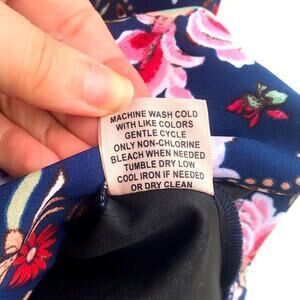 MACHINE WASH COLD
WITH LIKE COLORS
GENTLE CYCLE
ONLY NON-CHLORINE
BLEACH WHEN NEEDED
TUMBLE DRY LOW
COOL IRON IF NEEDED
OR DRY CLEAN